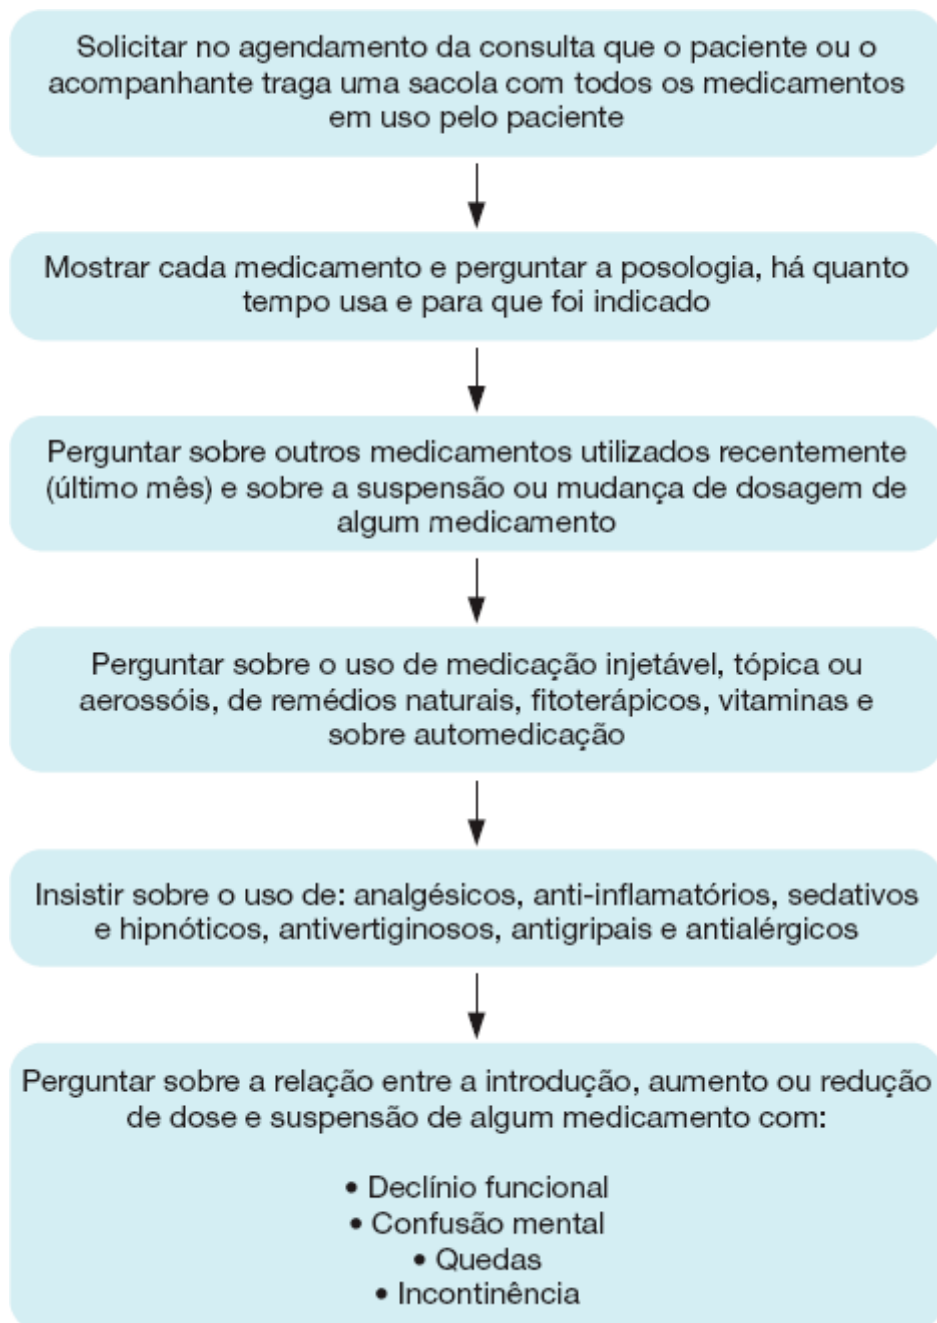 Solicitar no agendamento da consulta que o paciente ou o
acompanhante traga uma sacola com todos os medicamentos
em uso pelo paciente
Mostrar cada medicamento e perguntar a posologia, há quanto
tempo usa e para que foi indicado
Perguntar sobre outros medicamentos utilizados recentemente
(último mês) e sobre a suspensão ou mudança de dosagem de
algum medicamento
Perguntar sobre o uso de medicação injetável, tópica ou
aerossóis, de remédios naturais, fitoterápicos, vitaminas e
sobre automedicação
Insistir sobre o uso de: analgésicos, anti-inflamatórios, sedativos
e hipnóticos, antivertiginosos, antigripais e antialérgicos
Perguntar sobre a relação entre a introdução, aumento ou redução
de dose e suspensão de algum medicamento com:
• Declínio funcional
• Confusão mental
• Quedas
• Incontinência